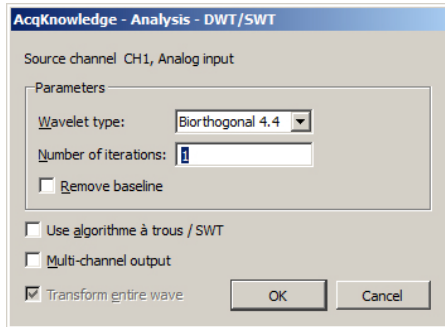 AcqKnowledge - Analysis - DWT/SWT
Source channel CH1, Analog input
Parameters
Wavelet type: Biorthogonal 4.4
Number of iterations: 1
Remove baseline
Use algorithme à trous / SWT
Multi-channel output
Transform entire wave OK Cancel